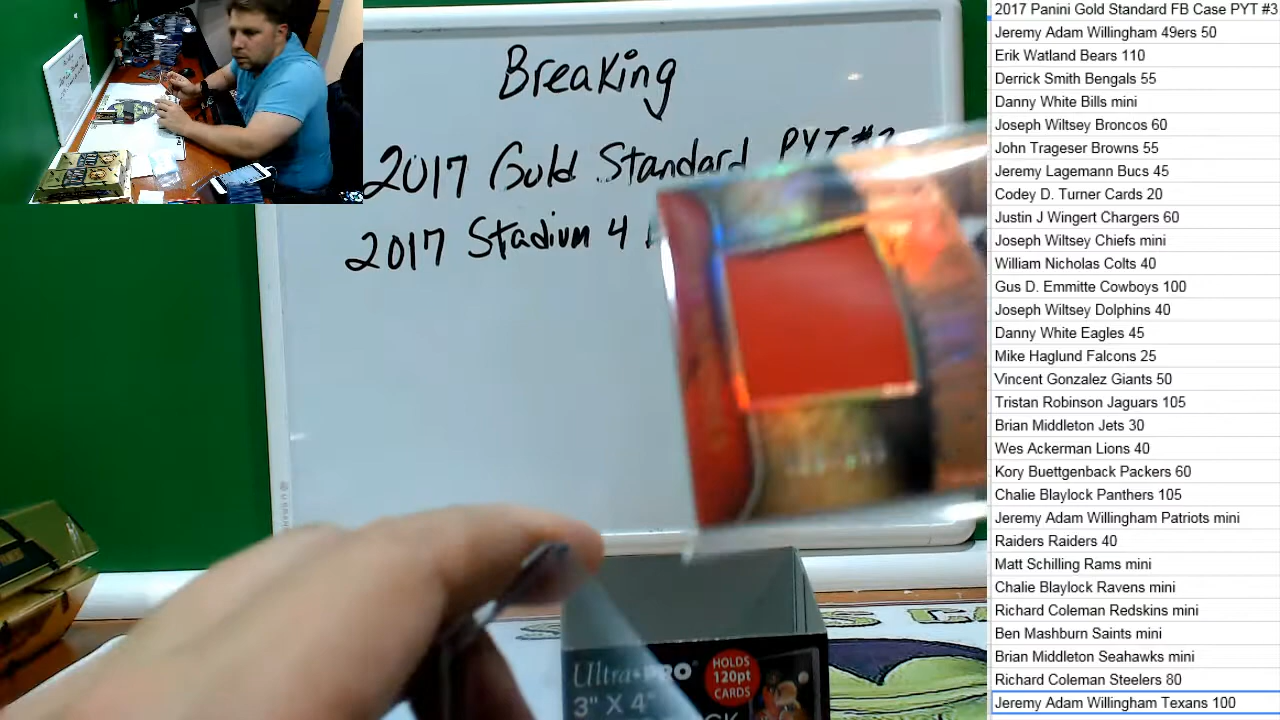 Breaking
2017 Gold Standard PYT
2017 Stadium 4
Ultra PRO
HOLDS
120pt
CARDS
3" X 4"
2017 Panini Gold Standard FB Case PYT #3
Jeremy Adam Willingham 49ers 50
Erik Watland Bears 110
Derrick Smith Bengals 55
Danny White Bills mini
Joseph Wiltsey Broncos 60
John Trageser Browns 55
Jeremy Lagemann Bucs 45
Codey D. Turner Cards 20
Justin J Wingert Chargers 60
Joseph Wiltsey Chiefs mini
William Nicholas Colts 40
Gus D. Emmitte Cowboys 100
Joseph Wiltsey Dolphins 40
Danny White Eagles 45
Mike Haglund Falcons 25
Vincent Gonzalez Giants 50
Tristan Robinson Jaguars 105
Brian Middleton Jets 30
Wes Ackerman Lions 40
Kory Buettgenback Packers 60
Chalie Blaylock Panthers 105
Jeremy Adam Willingham Patriots mini
Raiders Raiders 40
Matt Schilling Rams mini
Chalie Blaylock Ravens mini
Richard Coleman Redskins mini
Ben Mashburn Saints mini
Brian Middleton Seahawks mini
Richard Coleman Steelers 80
Jeremy Adam Willingham Texans 100